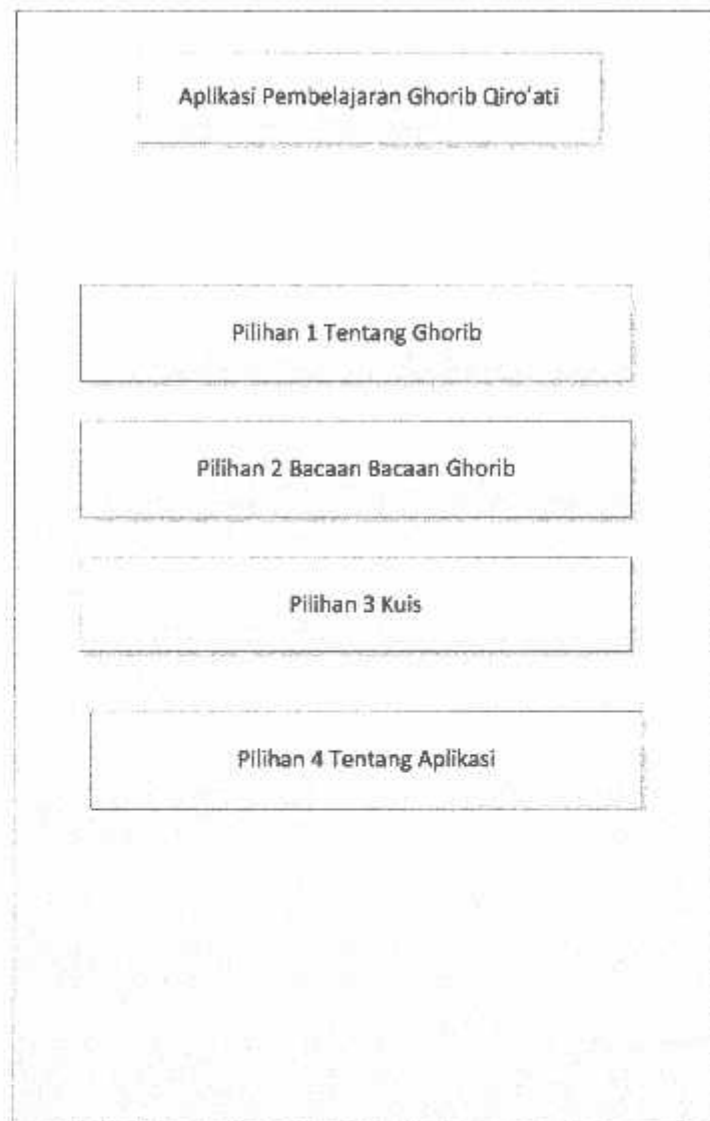 Aplikasi Pembelajaran Ghorib Qiro'ati
Pilihan 1 Tentang Ghorib
Pilihan 2 Bacaan Bacaan Ghorib
Pilihan 3 Kuis
Pilihan 4 Tentang Aplikasi